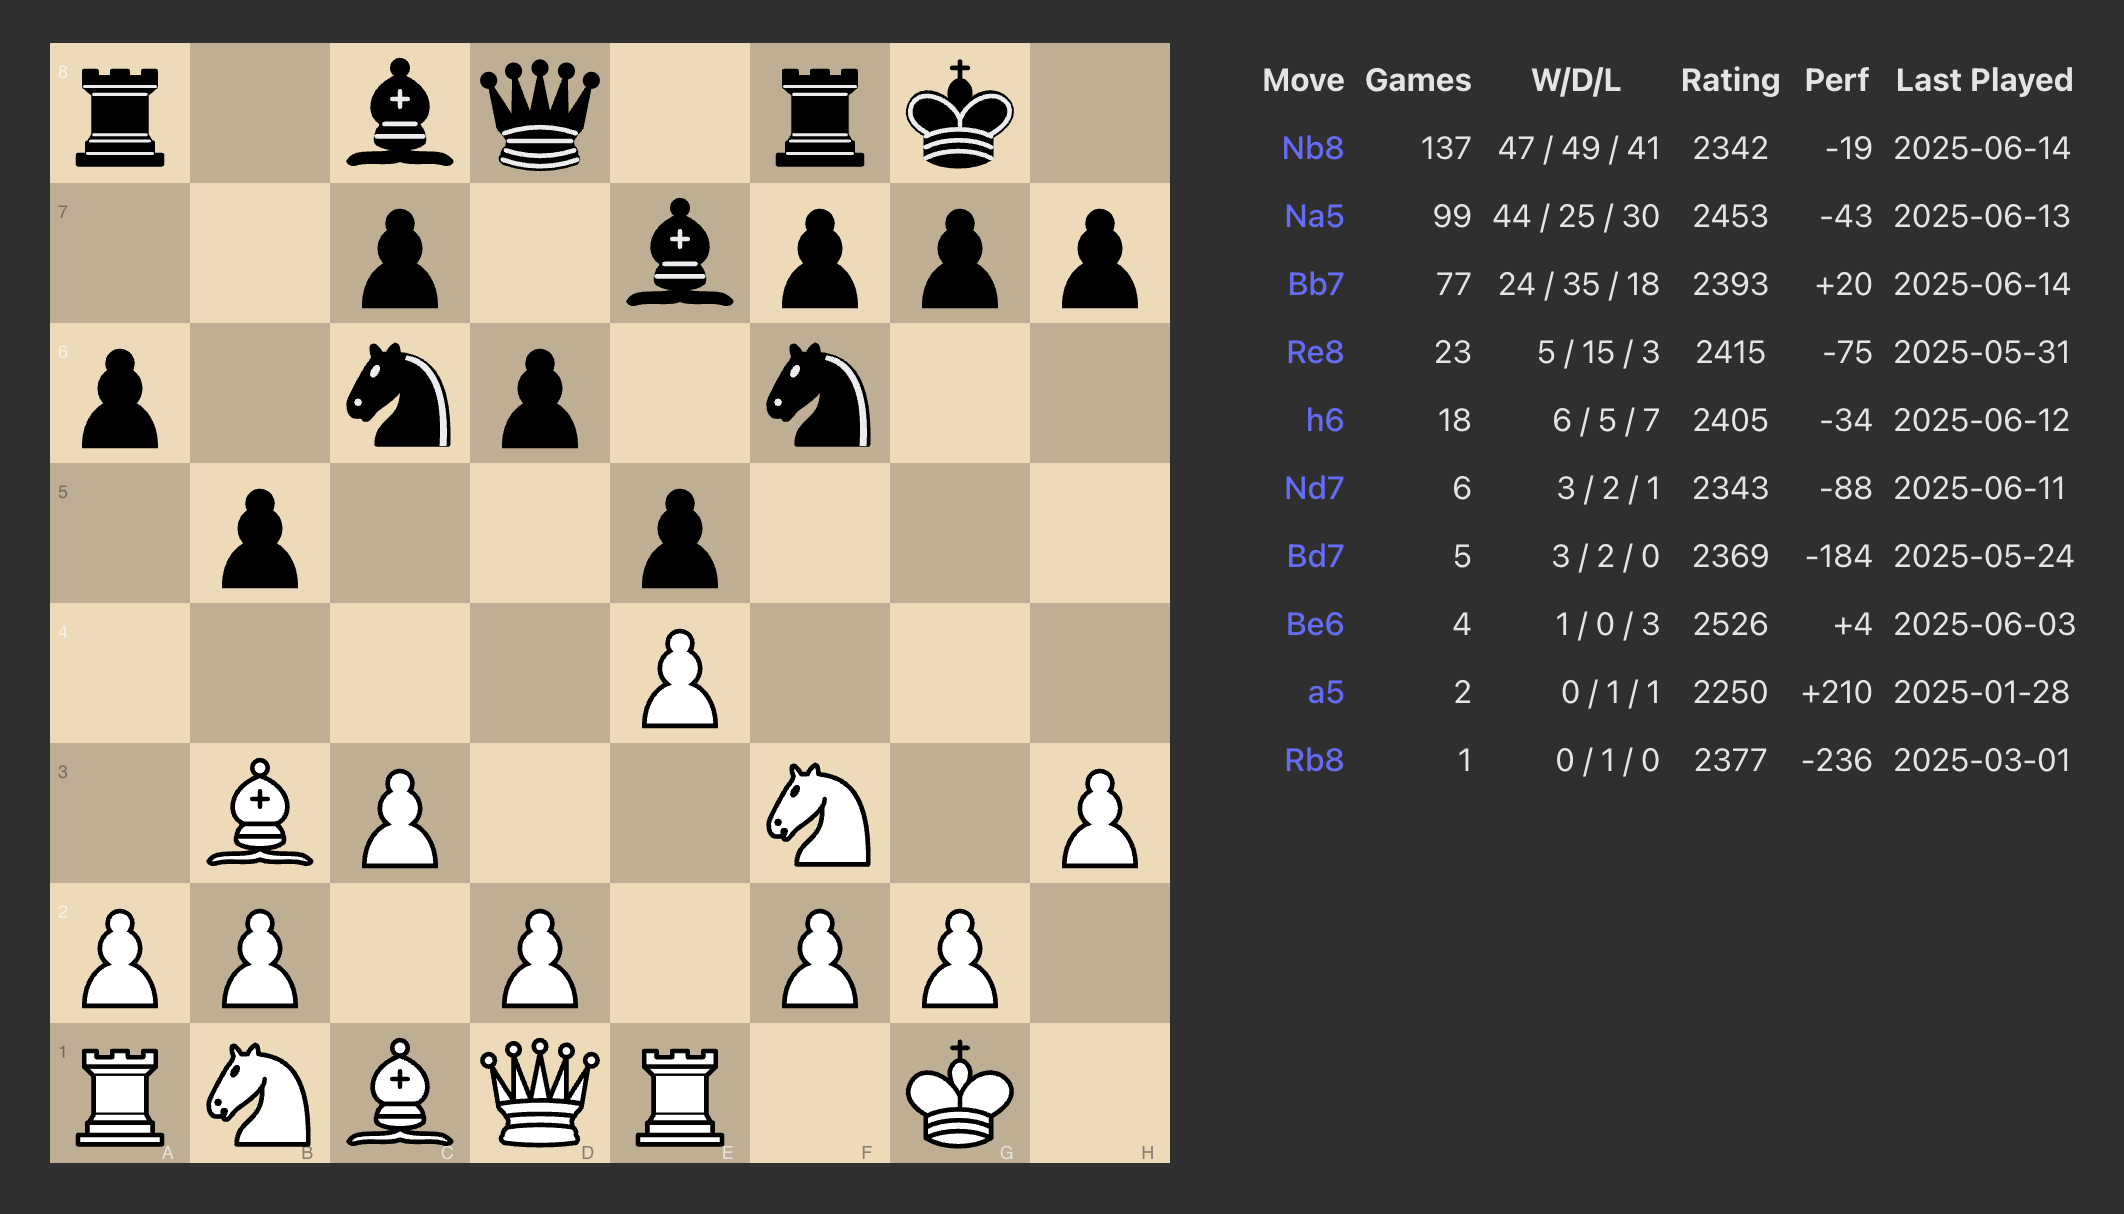 8
7
6
5
4
3
2
1
A B C D E F G H
Move Games W/D/L Rating Perf Last Played
Nb8 137 47 / 49 / 41 2342 -19 2025-06-14
Na5 99 44 / 25 / 30 2453 -43 2025-06-13
Bb7 77 24 / 35 / 18 2393 +20 2025-06-14
Re8 23 5 / 15 / 3 2415 -75 2025-05-31
h6 18 6 / 5 / 7 2405 -34 2025-06-12
Nd7 6 3 / 2 / 1 2343 -88 2025-06-11
Bd7 5 3 / 2 / 0 2369 -184 2025-05-24
Be6 4 1 / 0 / 3 2526 +4 2025-06-03
a5 2 0 / 1 / 1 2250 +210 2025-01-28
Rb8 1 0 / 1 / 0 2377 -236 2025-03-01